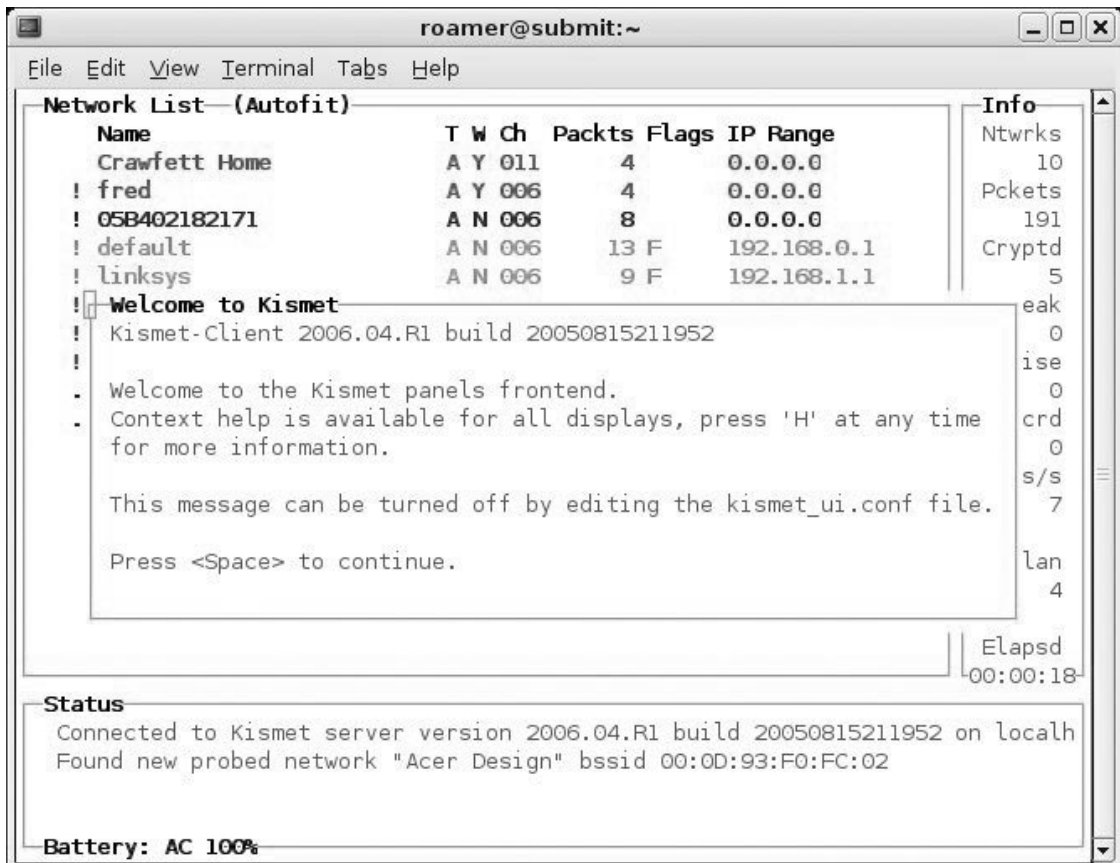 roamer@submit:~
File Edit View Terminal Tabs Help
Network List (Autofit)
Name T W Ch Packts Flags IP Range
Crawfett Home A Y 011 4 0.0.0.0
! fred A Y 006 4 0.0.0.0
! 05B402182171 A N 006 8 0.0.0.0
! default A N 006 13 F 192.168.0.1
! linksys A N 006 9 F 192.168.1.1
!
!
!
.
.
Welcome to Kismet
Kismet-Client 2006.04.R1 build 20050815211952
Welcome to the Kismet panels frontend.
Context help is available for all displays, press 'H' at any time
for more information.
This message can be turned off by editing the kismet_ui.conf file.
Press <Space> to continue.
Info
Ntwrks
10
Pckets
191
Cryptd
5
eak
0
ise
0
crd
0
s/s
7
lan
4
Elapsd
00:00:18
Status
Connected to Kismet server version 2006.04.R1 build 20050815211952 on localh
Found new probed network "Acer Design" bssid 00:0D:93:F0:FC:02
Battery: AC 100%